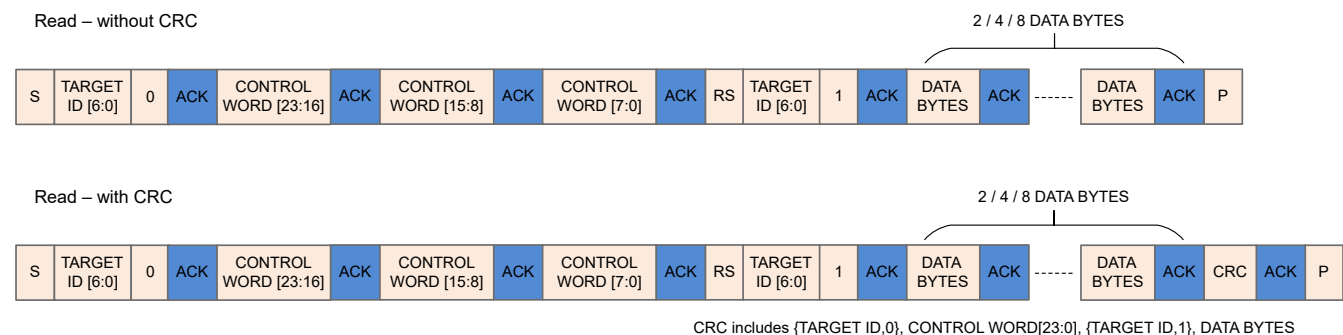 Read – without CRC
2 / 4 / 8 DATA BYTES
S TARGET ID [6:0] 0 ACK CONTROL WORD [23:16] ACK CONTROL WORD [15:8] ACK CONTROL WORD [7:0] ACK RS TARGET ID [6:0] 1 ACK DATA BYTES ACK ------ DATA BYTES ACK P
Read – with CRC
2 / 4 / 8 DATA BYTES
S TARGET ID [6:0] 0 ACK CONTROL WORD [23:16] ACK CONTROL WORD [15:8] ACK CONTROL WORD [7:0] ACK RS TARGET ID [6:0] 1 ACK DATA BYTES ACK ------ DATA BYTES ACK CRC ACK P
CRC includes {TARGET ID,0}, CONTROL WORD[23:0], {TARGET ID,1}, DATA BYTES